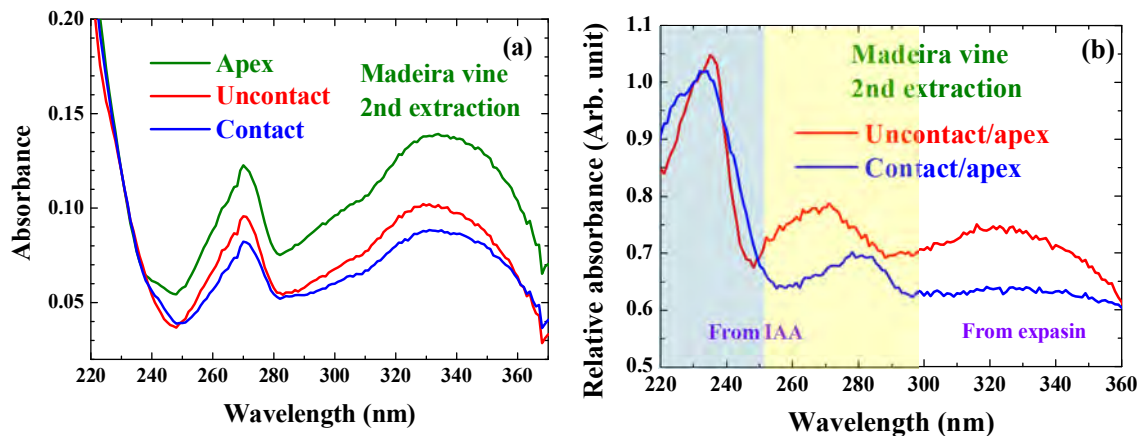 (a)
Apex
Uncontact
Contact
Madeira vine
2nd extraction
Absorbance
0.20
0.15
0.10
0.05
220 240 260 280 300 320 340 360
Wavelength (nm)
(b)
Madeira vine
2nd extraction
Uncontact/apex
Contact/apex
From IAA
From expasin
Relative absorbance (Arb. unit)
1.1
1.0
0.9
0.8
0.7
0.6
0.5
220 240 260 280 300 320 340 360
Wavelength (nm)